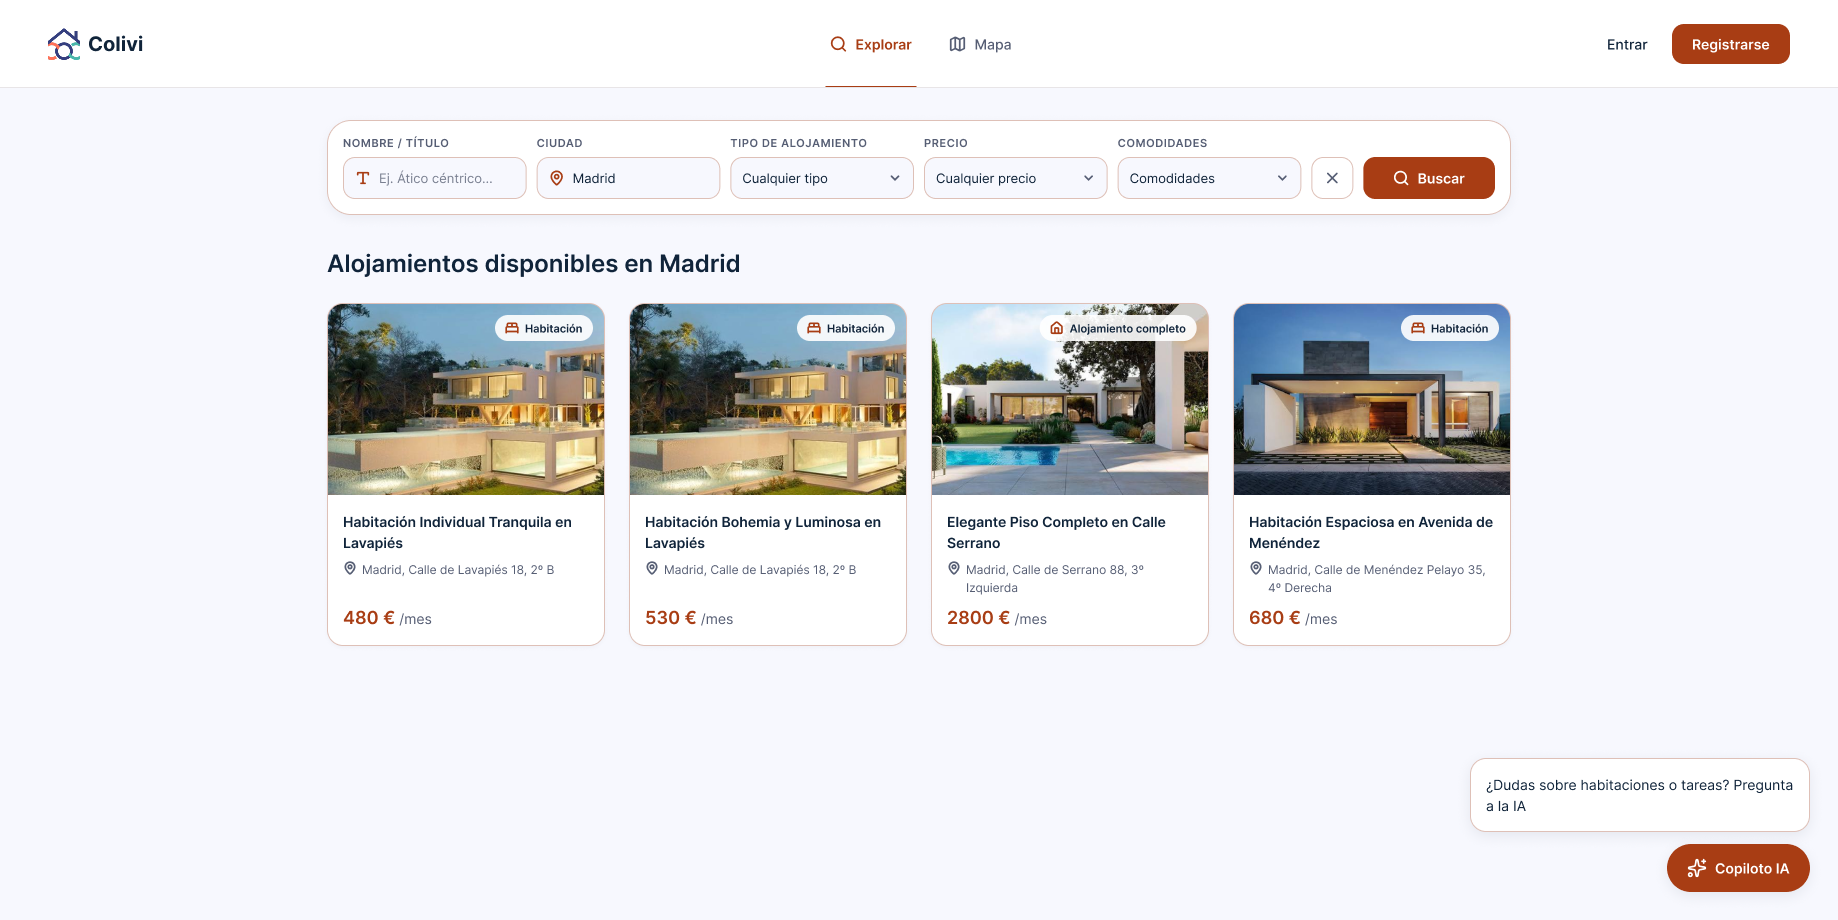 Colivi
Explorar
Mapa
Entrar
Registrarse
NOMBRE / TÍTULO
Ej. Ático céntrico...
CIUDAD
Madrid
TIPO DE ALOJAMIENTO
Cualquier tipo
PRECIO
Cualquier precio
COMODIDADES
Comodidades
Buscar
Alojamientos disponibles en Madrid
Habitación
Habitación Individual Tranquila en
Lavapiés
Madrid, Calle de Lavapiés 18, 2º B
480 € /mes
Habitación
Habitación Bohemia y Luminosa en
Lavapiés
Madrid, Calle de Lavapiés 18, 2º B
530 € /mes
Alojamiento completo
Elegante Piso Completo en Calle
Serrano
Madrid, Calle de Serrano 88, 3º
Izquierda
2800 € /mes
Habitación
Habitación Espaciosa en Avenida de
Menéndez
Madrid, Calle de Menéndez Pelayo 35,
4º Derecha
680 € /mes
¿Dudas sobre habitaciones o tareas? Pregunta
a la IA
Copiloto IA